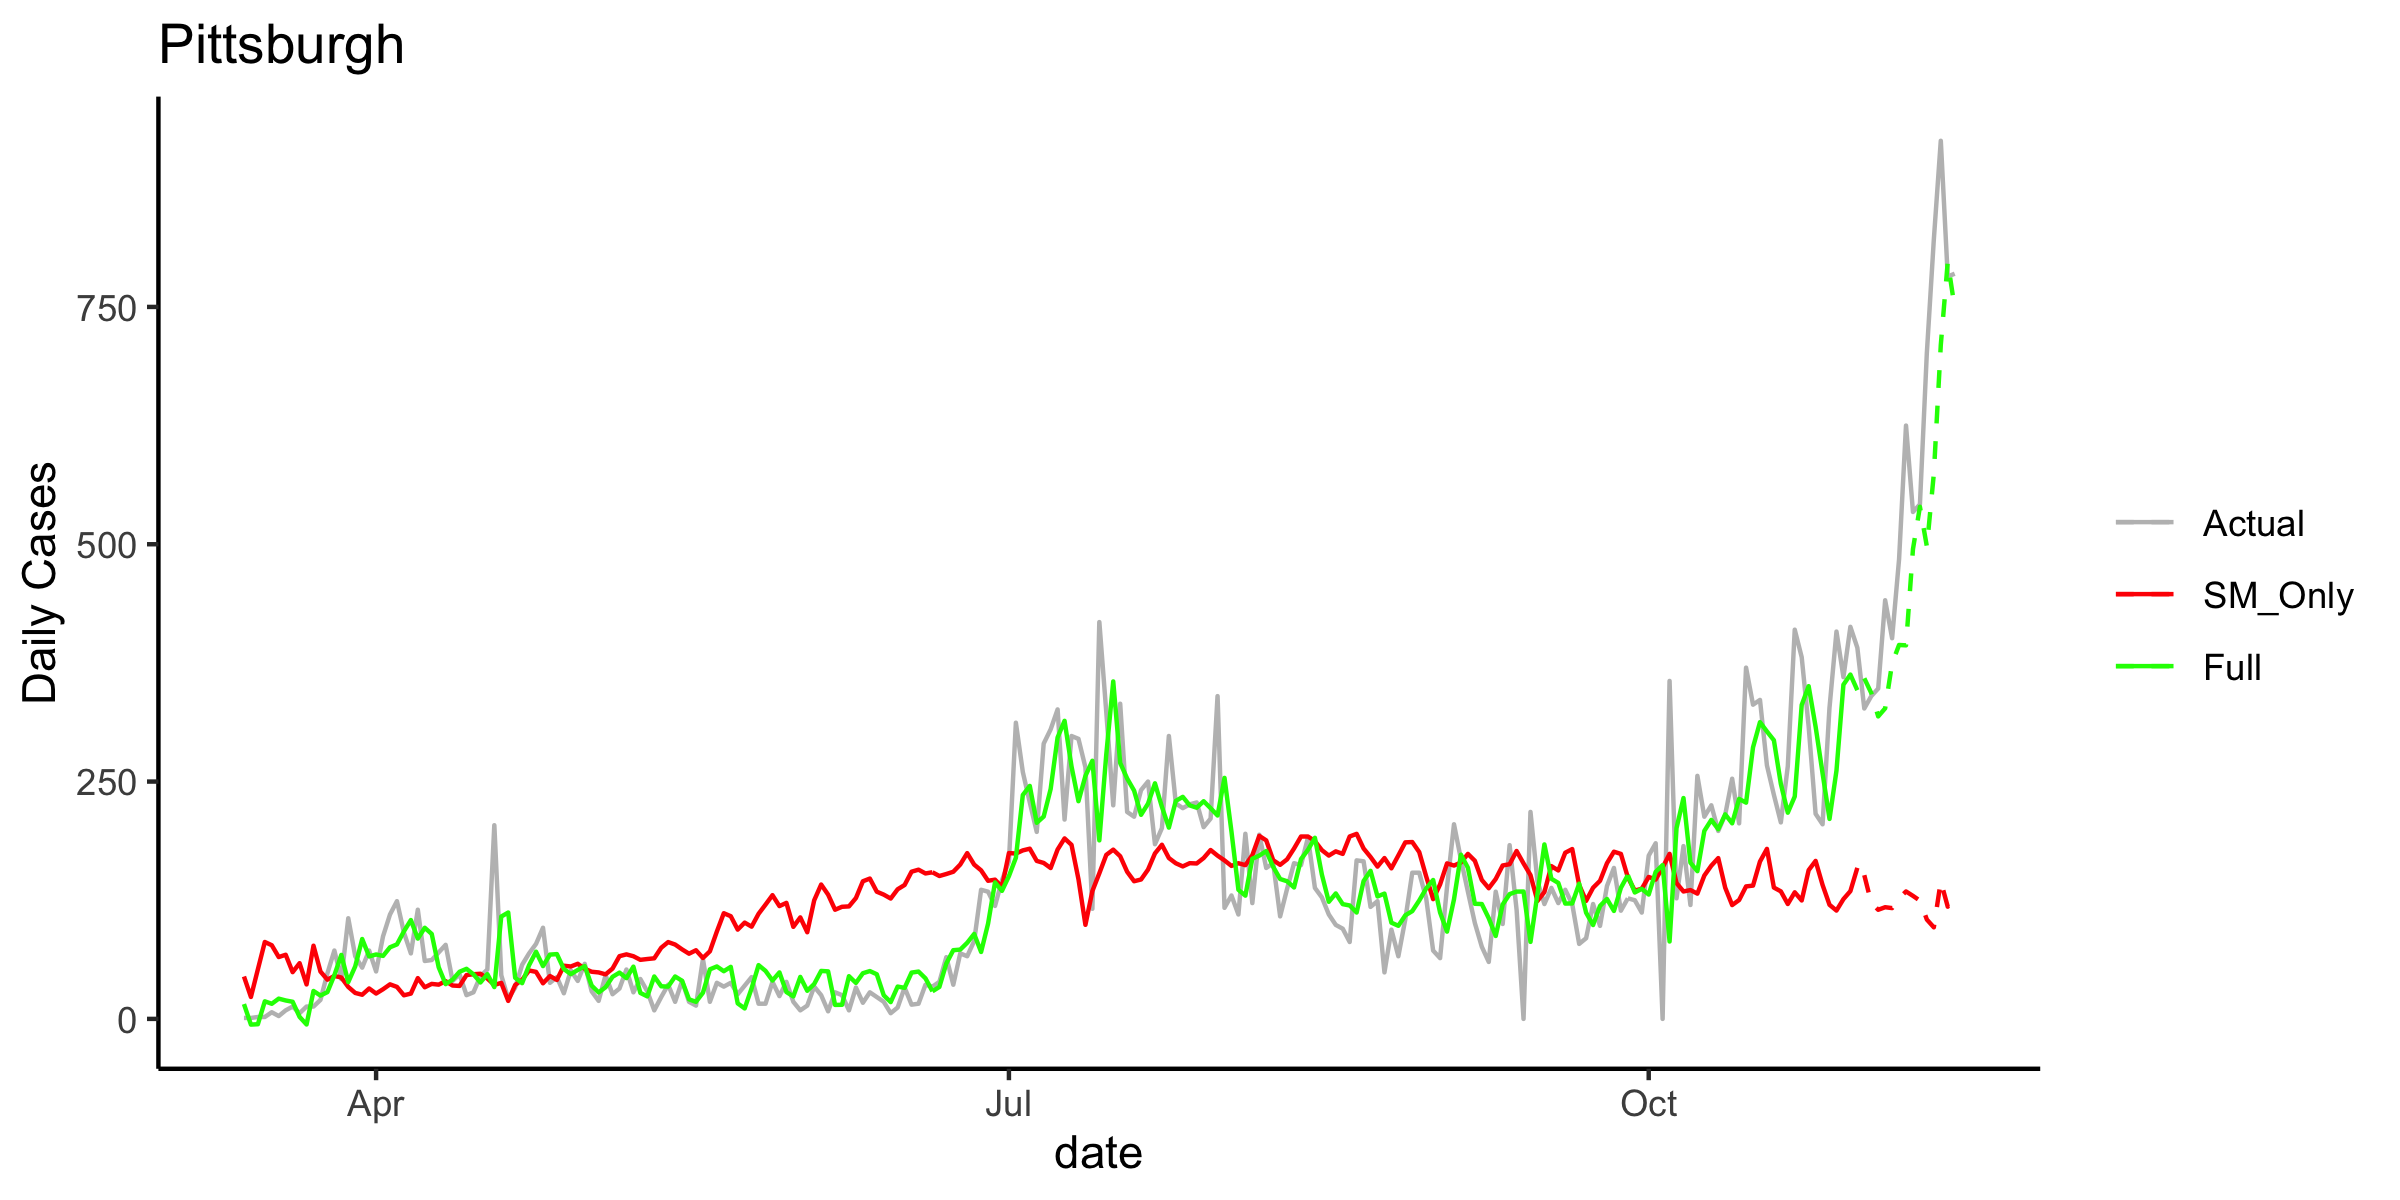 Pittsburgh
Daily Cases
750
500
250
0
Apr
Jul
Oct
date
Actual
SM_Only
Full